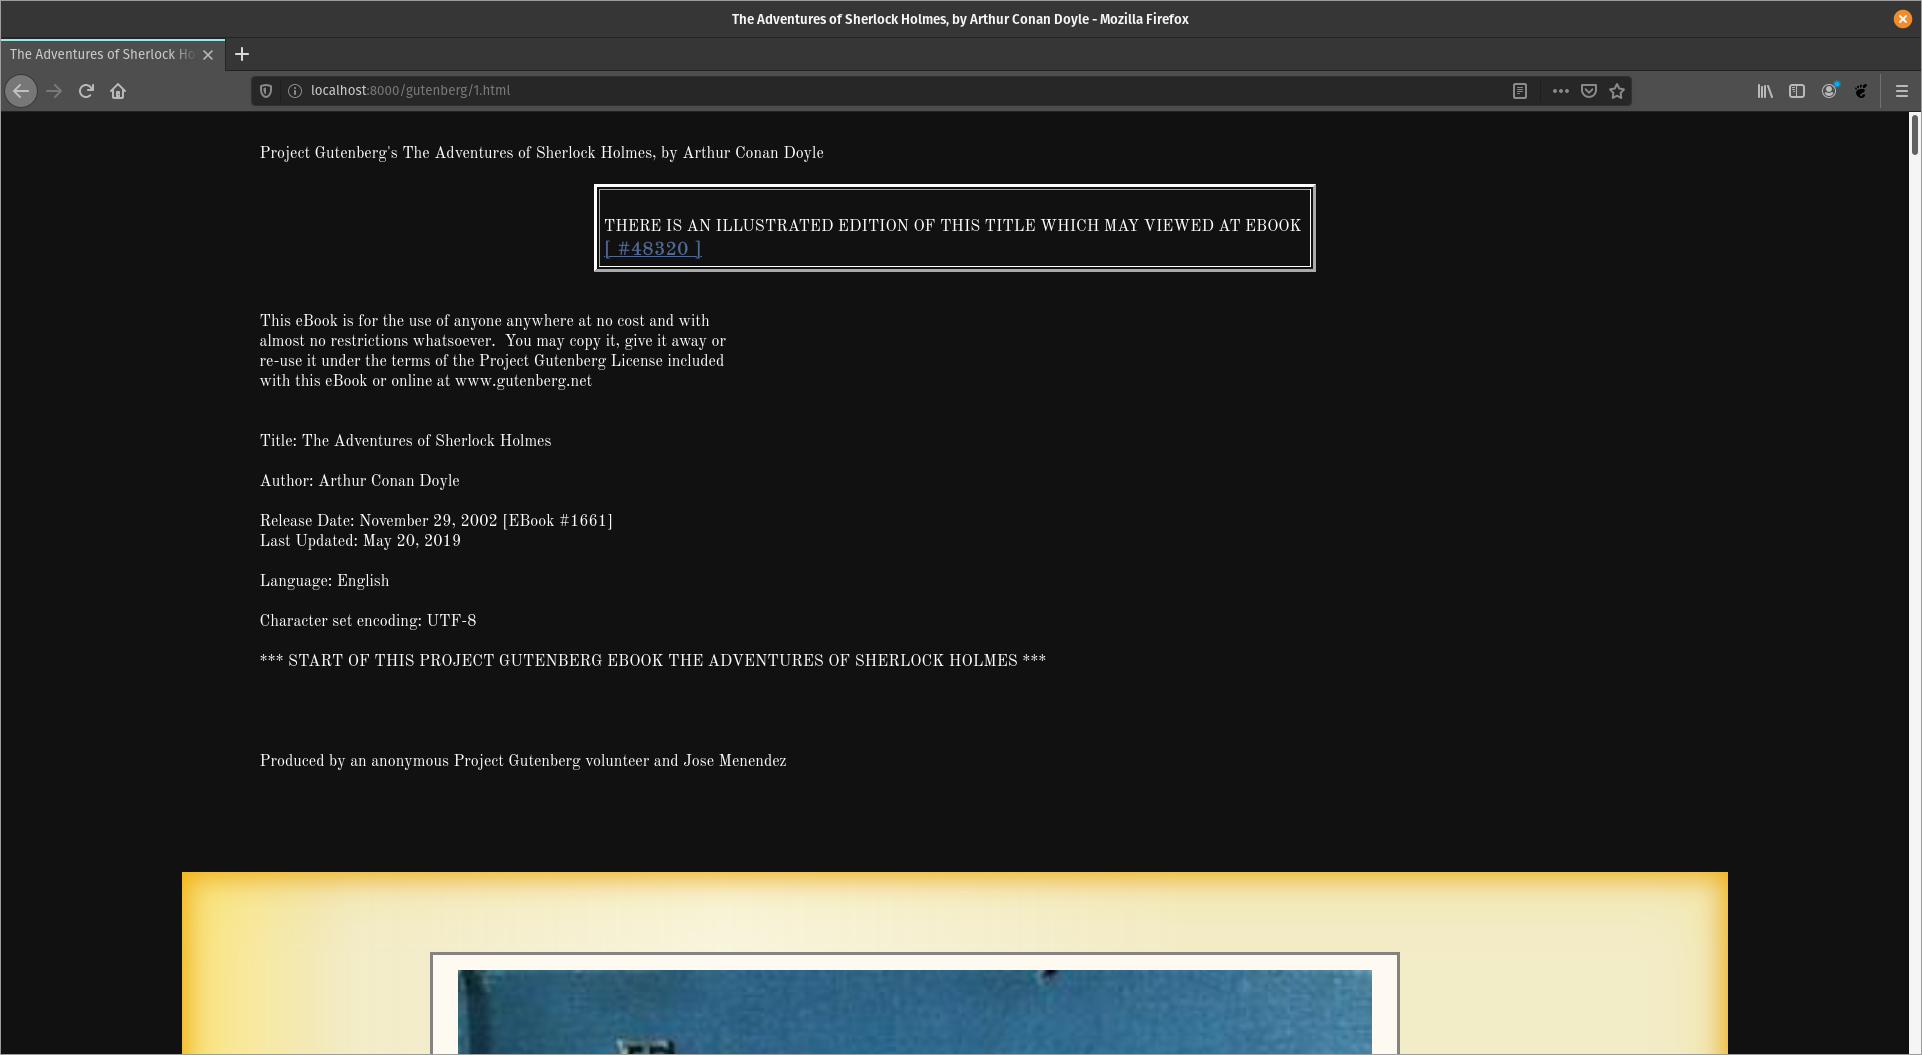 The Adventures of Sherlock Holmes, by Arthur Conan Doyle - Mozilla Firefox
The Adventures of Sherlock Ho
localhost:8000/gutenberg/1.html
Project Gutenberg's The Adventures of Sherlock Holmes, by Arthur Conan Doyle
THERE IS AN ILLUSTRATED EDITION OF THIS TITLE WHICH MAY VIEWED AT EBOOK
[ #48320 ]
This eBook is for the use of anyone anywhere at no cost and with
almost no restrictions whatsoever.  You may copy it, give it away or
re-use it under the terms of the Project Gutenberg License included
with this eBook or online at www.gutenberg.net
Title: The Adventures of Sherlock Holmes
Author: Arthur Conan Doyle
Release Date: November 29, 2002 [EBook #1661]
Last Updated: May 20, 2019
Language: English
Character set encoding: UTF-8
*** START OF THIS PROJECT GUTENBERG EBOOK THE ADVENTURES OF SHERLOCK HOLMES ***
Produced by an anonymous Project Gutenberg volunteer and Jose Menendez